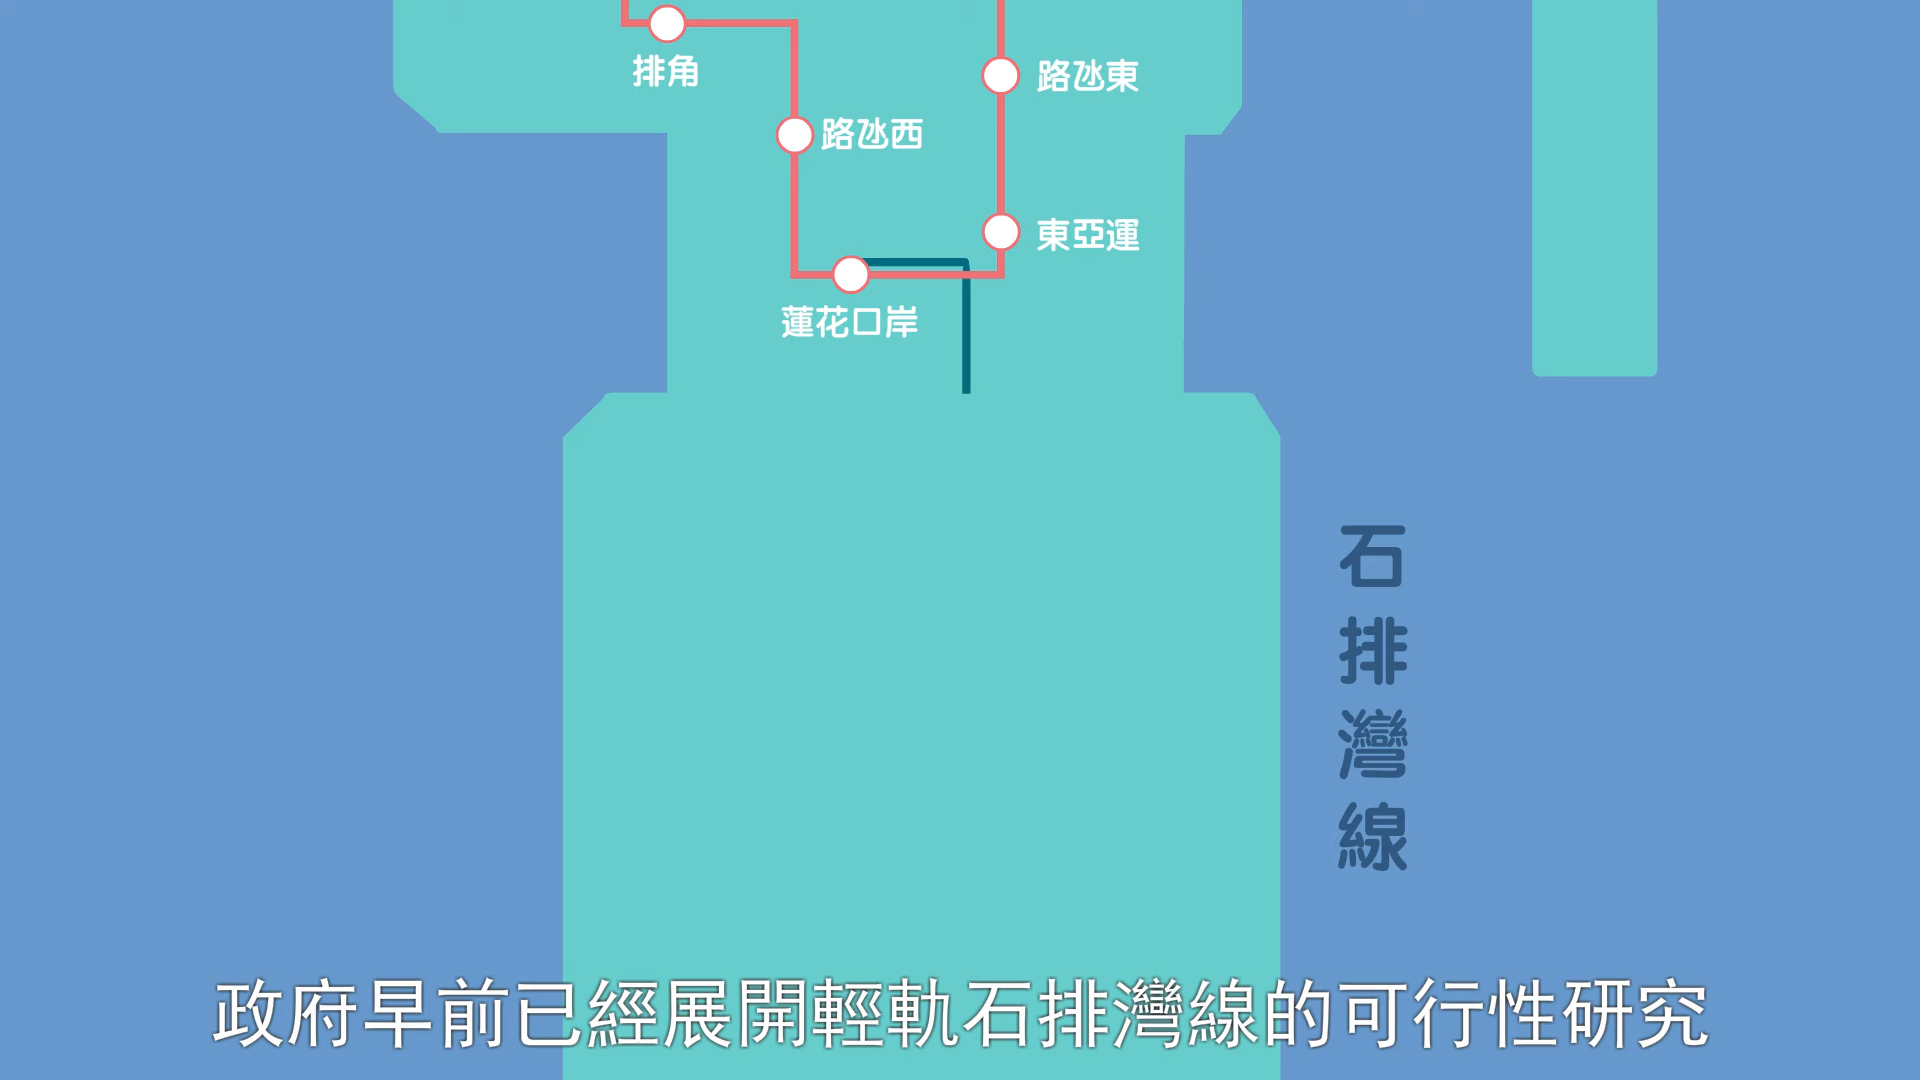 排角
路氹東
路氹西
東亞運
蓮花口岸
石排灣線
政府早前已經展開輕軌石排灣線的可行性研究